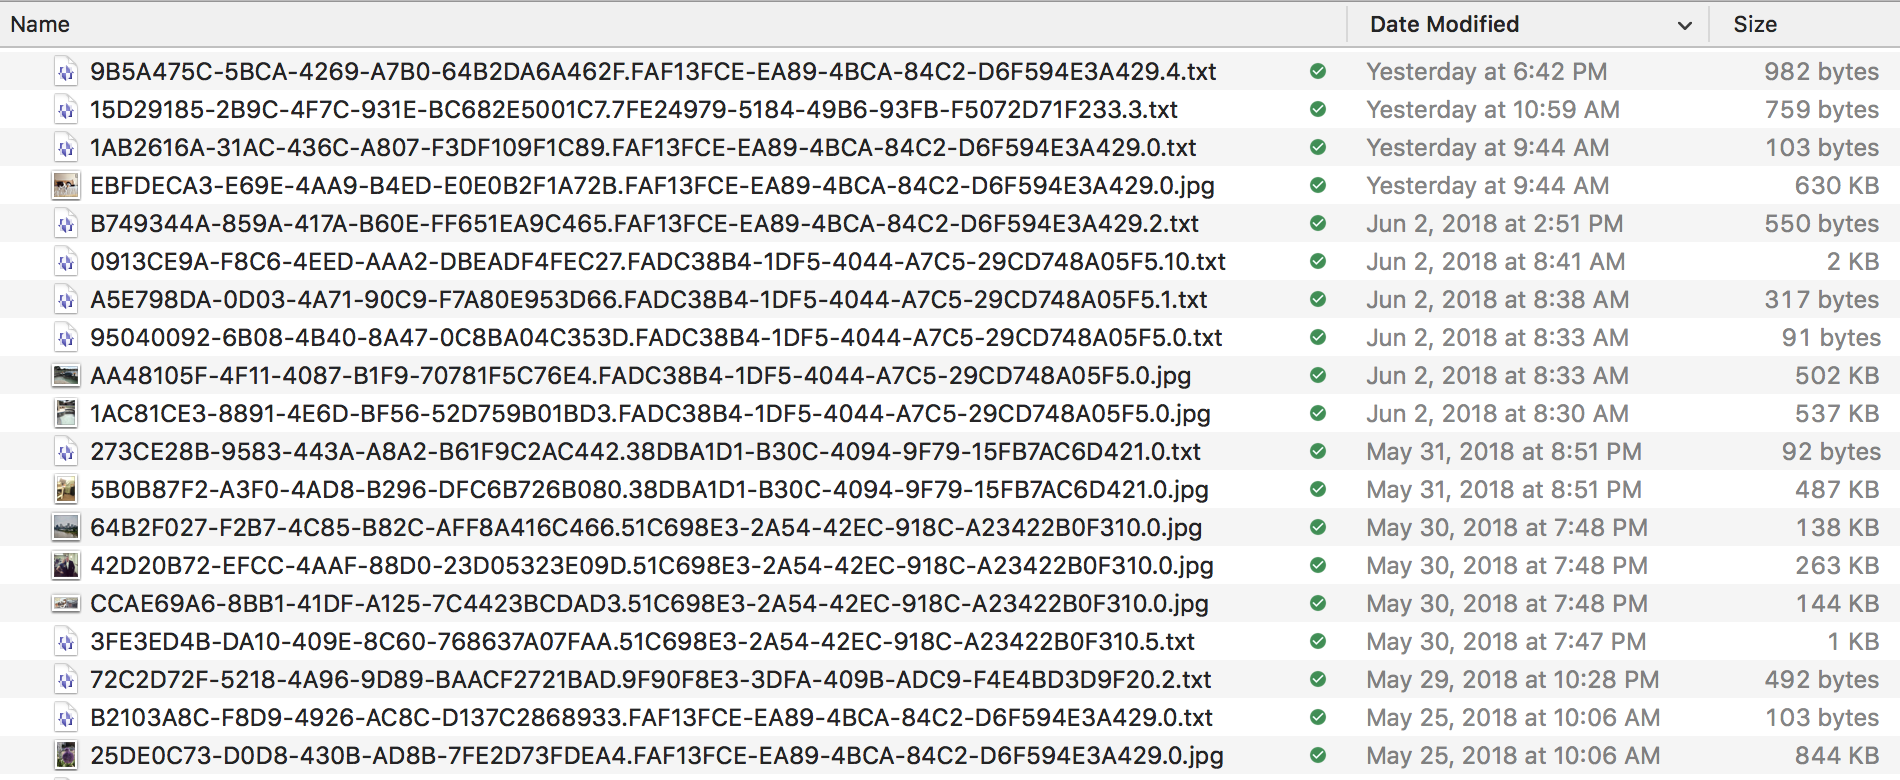 Name Date Modified Size
9B5A475C-5BCA-4269-A7B0-64B2DA6A462F.FAF13FCE-EA89-4BCA-84C2-D6F594E3A429.4.txt Yesterday at 6:42 PM 982 bytes
15D29185-2B9C-4F7C-931E-BC682E5001C7.7FE24979-5184-49B6-93FB-F5072D71F233.3.txt Yesterday at 10:59 AM 759 bytes
1AB2616A-31AC-436C-A807-F3DF109F1C89.FAF13FCE-EA89-4BCA-84C2-D6F594E3A429.0.txt Yesterday at 9:44 AM 103 bytes
EBFDECA3-E69E-4AA9-B4ED-E0E0B2F1A72B.FAF13FCE-EA89-4BCA-84C2-D6F594E3A429.0.jpg Yesterday at 9:44 AM 630 KB
B749344A-859A-417A-B60E-FF651EA9C465.FAF13FCE-EA89-4BCA-84C2-D6F594E3A429.2.txt Jun 2, 2018 at 2:51 PM 550 bytes
0913CE9A-F8C6-4EED-AAA2-DBEADF4FEC27.FADC38B4-1DF5-4044-A7C5-29CD748A05F5.10.txt Jun 2, 2018 at 8:41 AM 2 KB
A5E798DA-0D03-4A71-90C9-F7A80E953D66.FADC38B4-1DF5-4044-A7C5-29CD748A05F5.1.txt Jun 2, 2018 at 8:38 AM 317 bytes
95040092-6B08-4B40-8A47-0C8BA04C353D.FADC38B4-1DF5-4044-A7C5-29CD748A05F5.0.txt Jun 2, 2018 at 8:33 AM 91 bytes
AA48105F-4F11-4087-B1F9-70781F5C76E4.FADC38B4-1DF5-4044-A7C5-29CD748A05F5.0.jpg Jun 2, 2018 at 8:33 AM 502 KB
1AC81CE3-8891-4E6D-BF56-52D759B01BD3.FADC38B4-1DF5-4044-A7C5-29CD748A05F5.0.jpg Jun 2, 2018 at 8:30 AM 537 KB
273CE28B-9583-443A-A8A2-B61F9C2AC442.38DBA1D1-B30C-4094-9F79-15FB7AC6D421.0.txt May 31, 2018 at 8:51 PM 92 bytes
5B0B87F2-A3F0-4AD8-B296-DFC6B726B080.38DBA1D1-B30C-4094-9F79-15FB7AC6D421.0.jpg May 31, 2018 at 8:51 PM 487 KB
64B2F027-F2B7-4C85-B82C-AFF8A416C466.51C698E3-2A54-42EC-918C-A23422B0F310.0.jpg May 30, 2018 at 7:48 PM 138 KB
42D20B72-EFCC-4AAF-88D0-23D05323E09D.51C698E3-2A54-42EC-918C-A23422B0F310.0.jpg May 30, 2018 at 7:48 PM 263 KB
CCAE69A6-8BB1-41DF-A125-7C4423BCDAD3.51C698E3-2A54-42EC-918C-A23422B0F310.0.jpg May 30, 2018 at 7:48 PM 144 KB
3FE3ED4B-DA10-409E-8C60-768637A07FAA.51C698E3-2A54-42EC-918C-A23422B0F310.5.txt May 30, 2018 at 7:47 PM 1 KB
72C2D72F-5218-4A96-9D89-BAACF2721BAD.9F90F8E3-3DFA-409B-ADC9-F4E4BD3D9F20.2.txt May 29, 2018 at 10:28 PM 492 bytes
B2103A8C-F8D9-4926-AC8C-D137C2868933.FAF13FCE-EA89-4BCA-84C2-D6F594E3A429.0.txt May 25, 2018 at 10:06 AM 103 bytes
25DE0C73-D0D8-430B-AD8B-7FE2D73FDEA4.FAF13FCE-EA89-4BCA-84C2-D6F594E3A429.0.jpg May 25, 2018 at 10:06 AM 844 KB